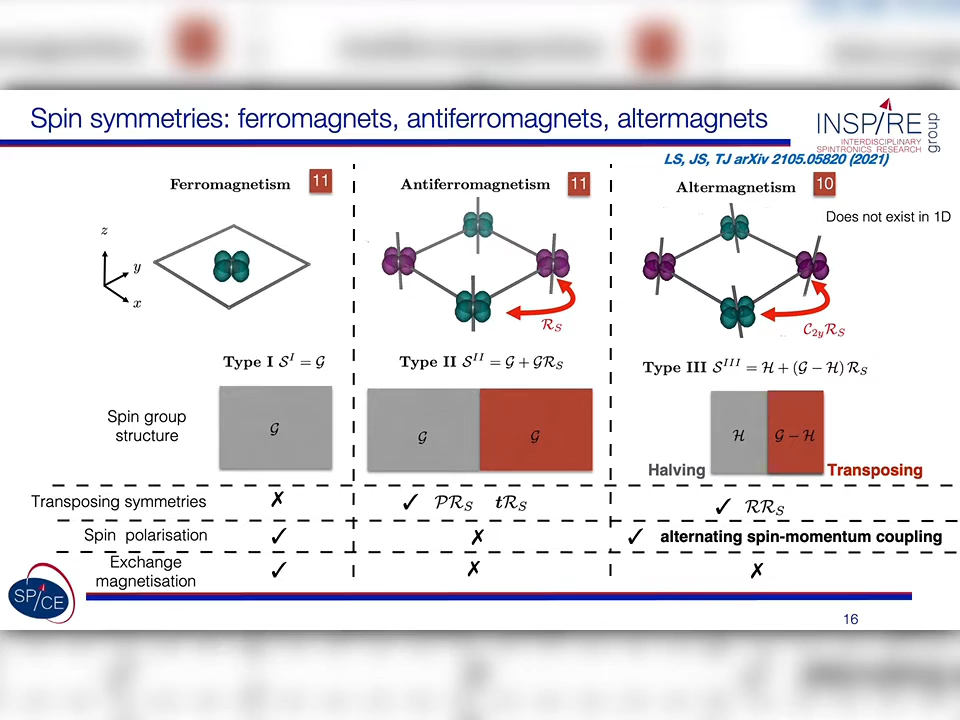 Spin symmetries: ferromagnets, antiferromagnets, altermagnets
INSPIRE group
INTERDISCIPLINARY
SPINTRONICS RESEARCH
LS, JS, TJ arXiv 2105.05820 (2021)
Ferromagnetism 11
Antiferromagnetism 11
Altermagnetism 10
Does not exist in 1D
z
y
x
𝓡S
𝓒2y𝓡S
Type I 𝓢^I = 𝓖
Type II 𝓢^II = 𝓖 + 𝓖𝓡S
Type III 𝓢^III = 𝓗 + (𝓖 − 𝓗) 𝓡S
Spin group
structure
𝓖
𝓖
𝓖
𝓗
𝓖 − 𝓗
Halving
Transposing
Transposing symmetries ✗ ✓ 𝓟𝓡S t𝓡S ✓ 𝓡𝓡S
Spin polarisation ✓ ✗ ✓ alternating spin-momentum coupling
Exchange
magnetisation ✓ ✗ ✗
SPICE
16